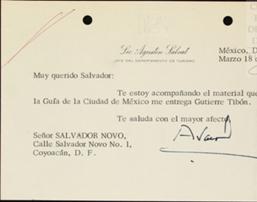 Lic. Agustín Salvat
JEFE DEL DEPARTAMENTO DE TURISMO
México, D.
Marzo 18 d
Muy querido Salvador:
Te estoy acompañando el material que
la Guía de la Ciudad de México me entrega Gutierre Tibón.
Te saluda con el mayor afecto
Señor SALVADOR NOVO,
Calle Salvador Novo No. 1,
Coyoacán, D. F.